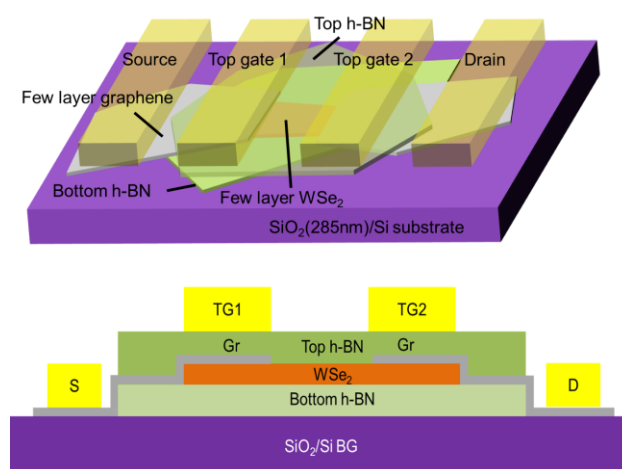 Top h-BN
Source
Top gate 1
Top gate 2
Drain
Few layer graphene
Bottom h-BN
Few layer WSe₂
SiO₂(285nm)/Si substrate
TG1
TG2
Gr
Top h-BN
Gr
S
WSe₂
D
Bottom h-BN
SiO₂/Si BG